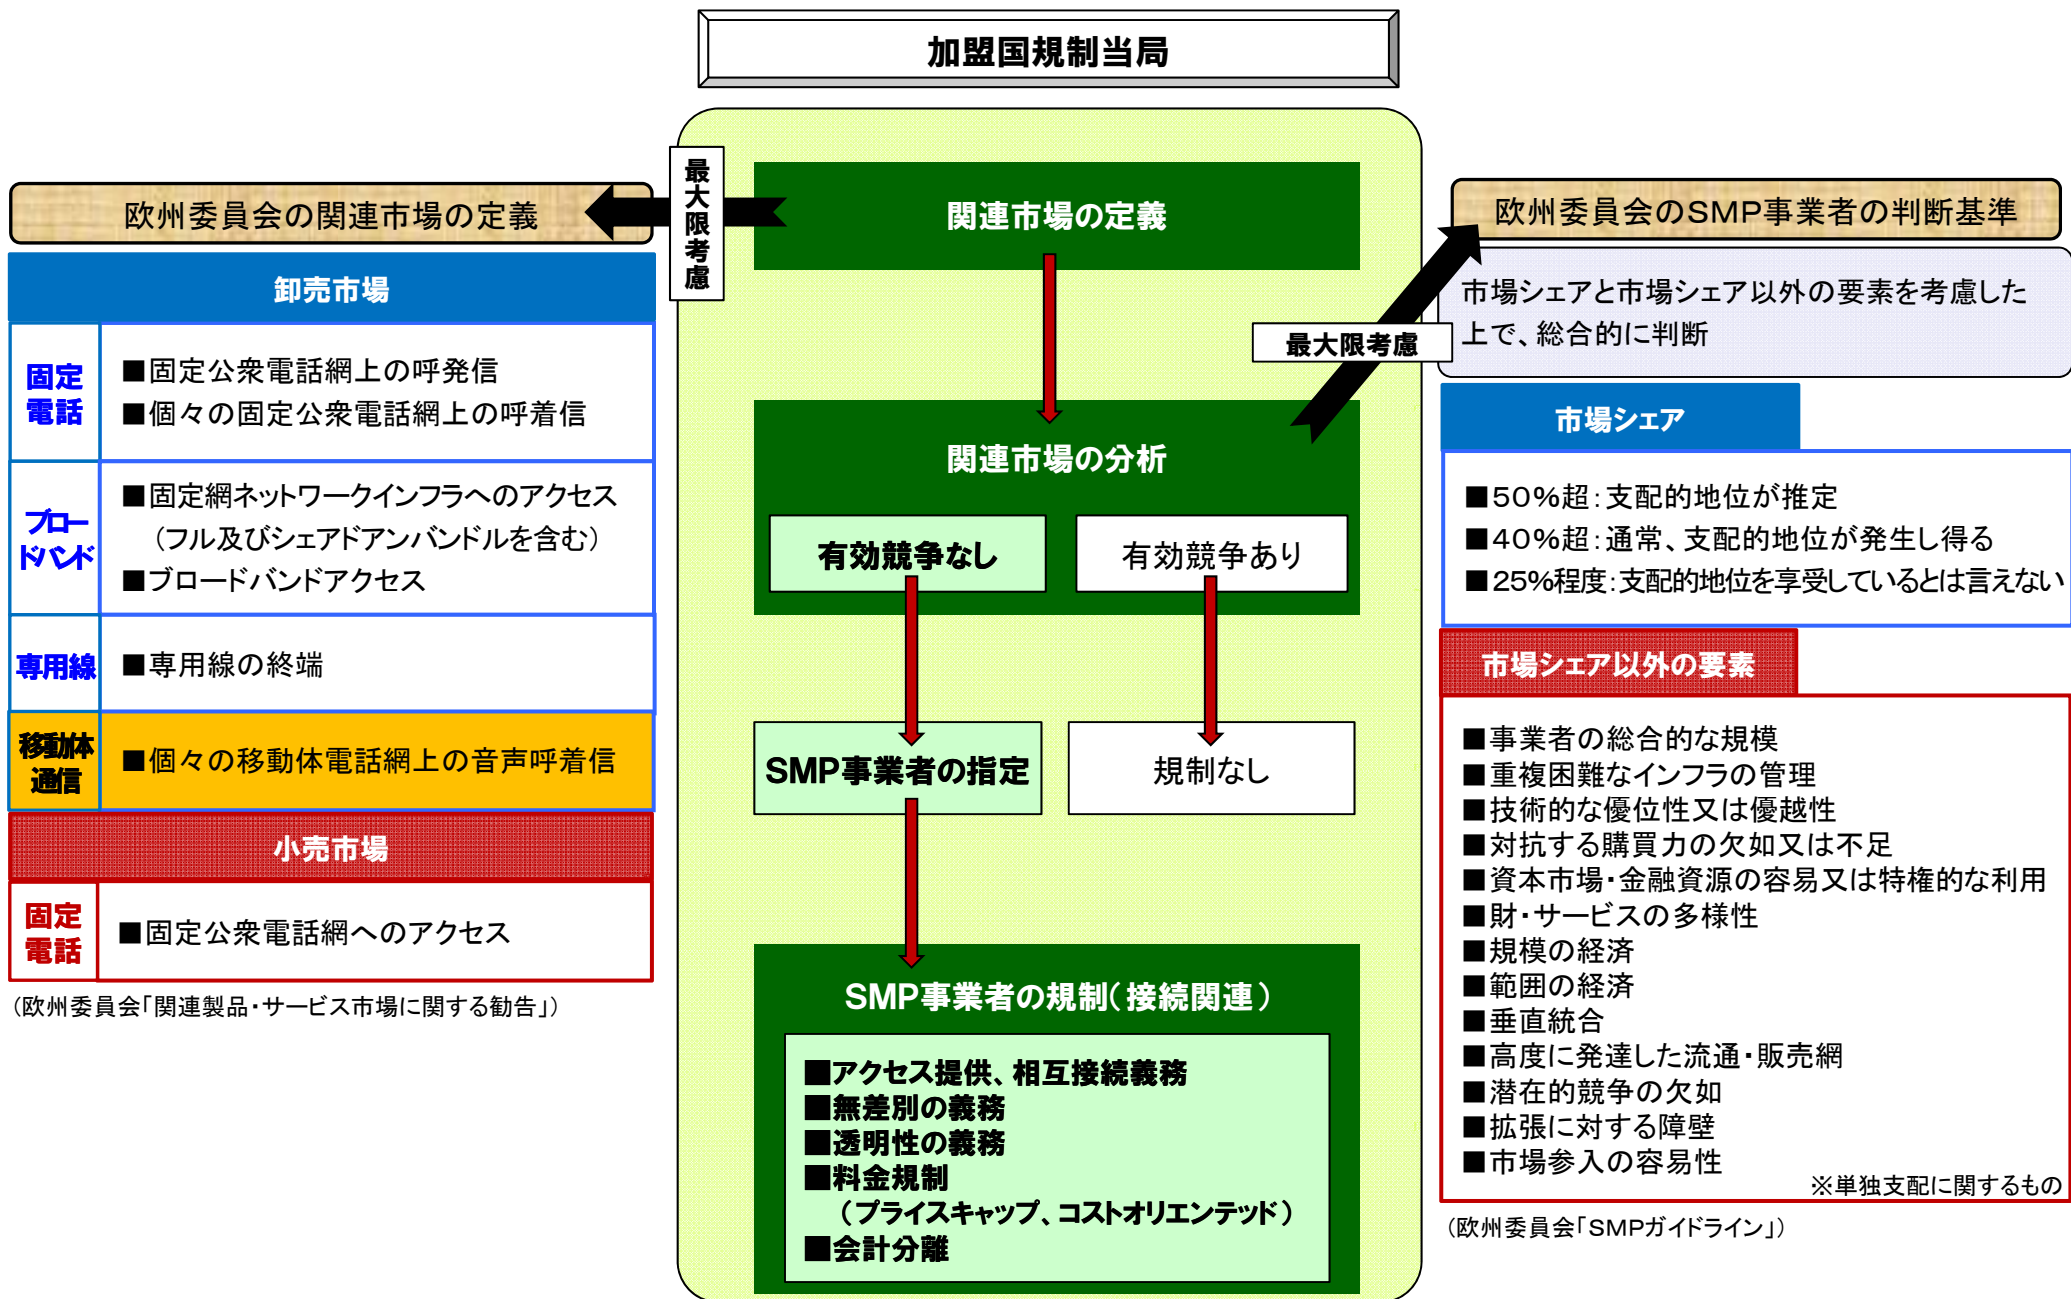 加盟国規制当局
欧州委員会の関連市場の定義
卸売市場
固定
電話
■固定公衆電話網上の呼発信
■個々の固定公衆電話網上の呼着信
ブロー
ドバンド
■固定網ネットワークインフラへのアクセス
（フル及びシェアドアンバンドルを含む）
■ブロードバンドアクセス
専用線
■専用線の終端
移動体
通信
■個々の移動体電話網上の音声呼着信
小売市場
固定
電話
■固定公衆電話網へのアクセス
（欧州委員会「関連製品・サービス市場に関する勧告」）
最大限考慮
関連市場の定義
最大限考慮
関連市場の分析
有効競争なし
有効競争あり
SMP事業者の指定
規制なし
SMP事業者の規制（接続関連）
■アクセス提供、相互接続義務
■無差別の義務
■透明性の義務
■料金規制
（プライスキャップ、コストオリエンテッド）
■会計分離
欧州委員会のSMP事業者の判断基準
市場シェアと市場シェア以外の要素を考慮した
上で、総合的に判断
市場シェア
■50%超：支配的地位が推定
■40%超：通常、支配的地位が発生し得る
■25%程度：支配的地位を享受しているとは言えない
市場シェア以外の要素
■事業者の総合的な規模
■重複困難なインフラの管理
■技術的な優位性又は優越性
■対抗する購買力の欠如又は不足
■資本市場・金融資源の容易又は特権的な利用
■財・サービスの多様性
■規模の経済
■範囲の経済
■垂直統合
■高度に発達した流通・販売網
■潜在的競争の欠如
■拡張に対する障壁
■市場参入の容易性
※単独支配に関するもの
（欧州委員会「SMPガイドライン」）